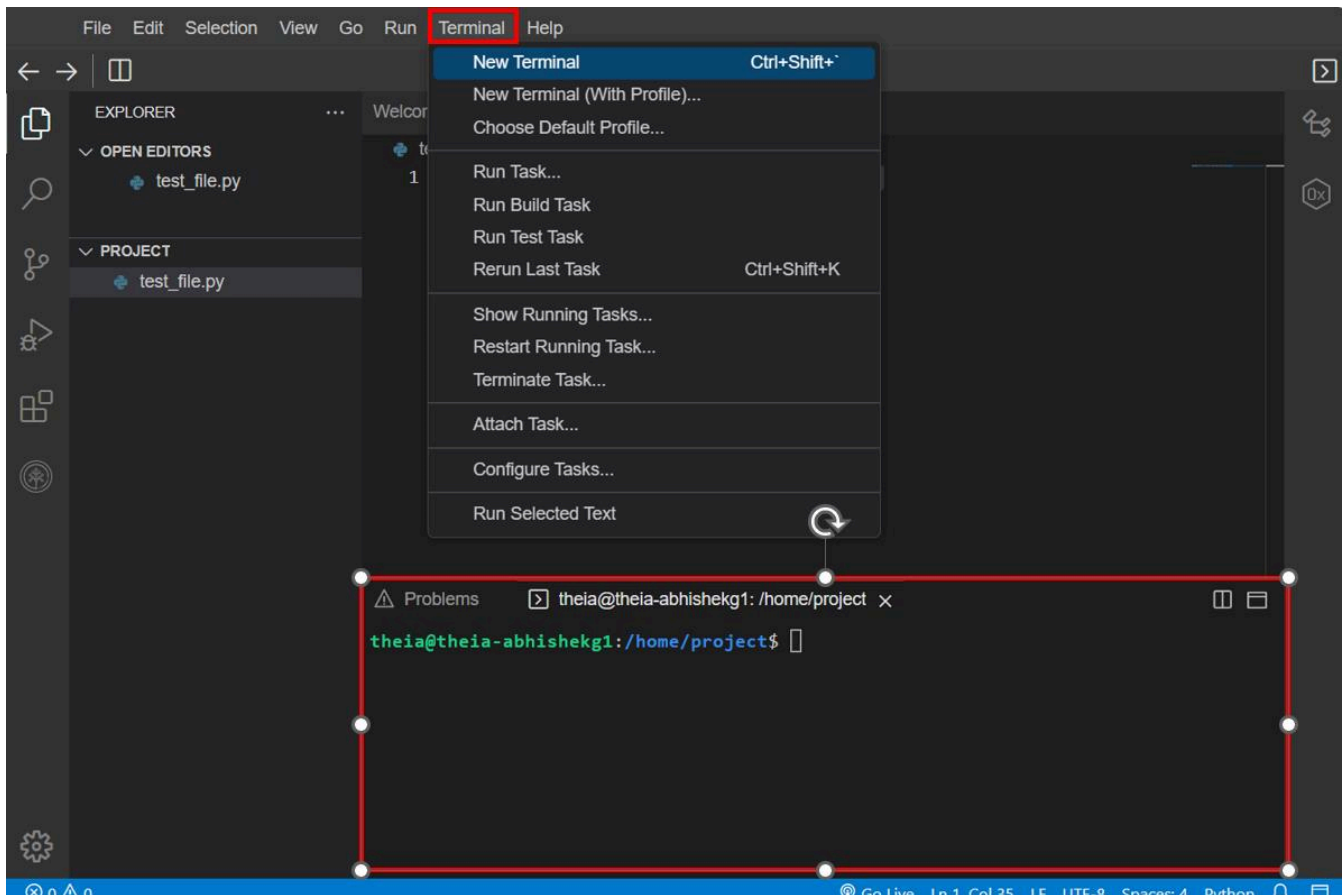 File Edit Selection View Go Run Terminal Help
New Terminal Ctrl+Shift+`
New Terminal (With Profile)...
Choose Default Profile...
Run Task...
Run Build Task
Run Test Task
Rerun Last Task Ctrl+Shift+K
Show Running Tasks...
Restart Running Task...
Terminate Task...
Attach Task...
Configure Tasks...
Run Selected Text
EXPLORER ...
OPEN EDITORS
test_file.py
PROJECT
test_file.py
1
0x
Problems theia@theia-abhishekg1: /home/project ×
theia@theia-abhishekg1:/home/project$
0 0 Go Live Ln 1, Col 35 LF UTF-8 Spaces: 4 Python